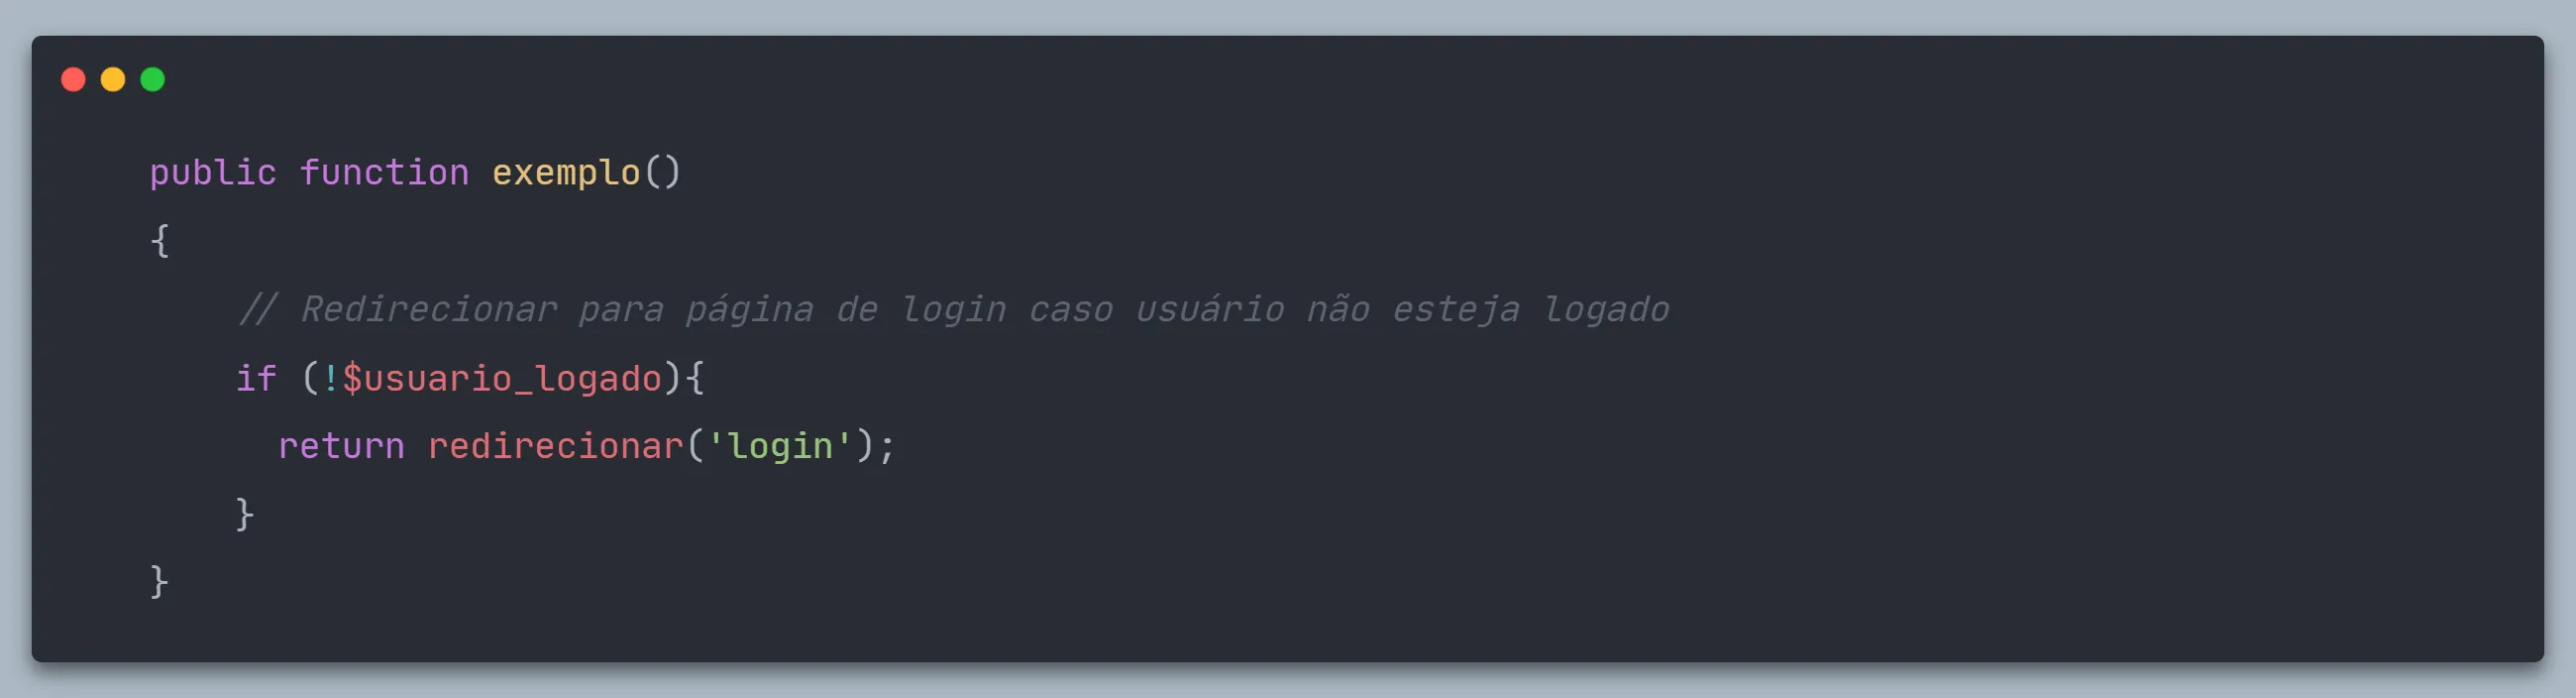 public function exemplo()
{
// Redirecionar para página de login caso usuário não esteja logado
if (!$usuario_logado){
return redirecionar('login');
}
}